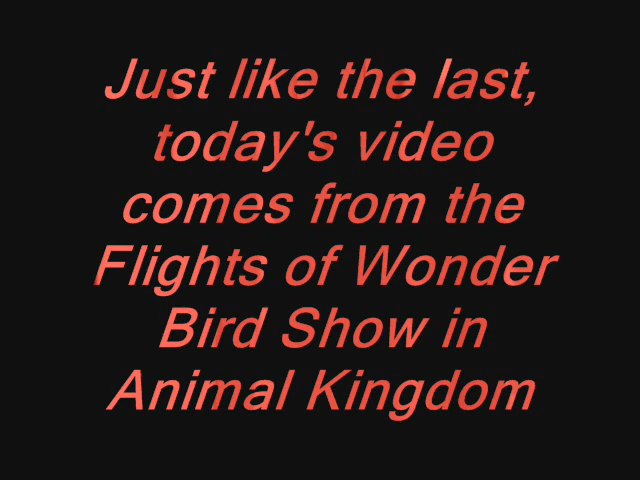 Just like the last,
today's video
comes from the
Flights of Wonder
Bird Show in
Animal Kingdom